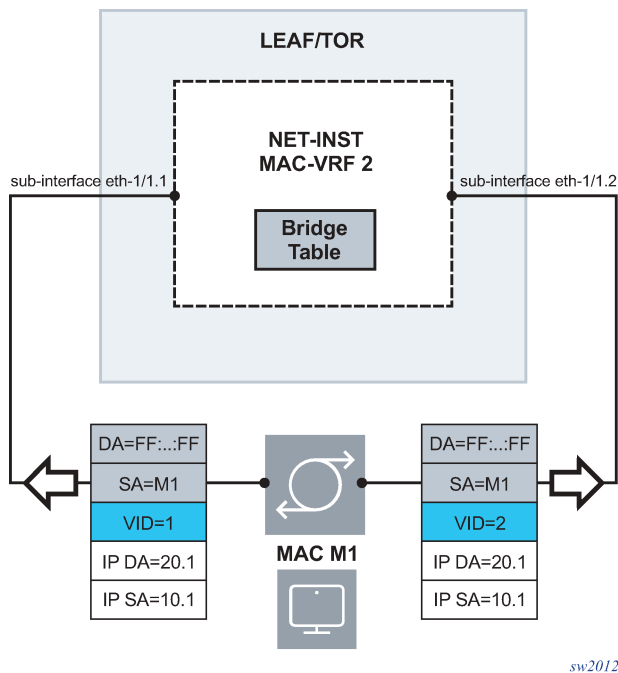 LEAF/TOR
NET-INST
MAC-VRF 2
sub-interface eth-1/1.1
sub-interface eth-1/1.2
Bridge
Table
DA=FF:..:FF
SA=M1
VID=1
IP DA=20.1
IP SA=10.1
MAC M1
DA=FF:..:FF
SA=M1
VID=2
IP DA=20.1
IP SA=10.1
sw2012